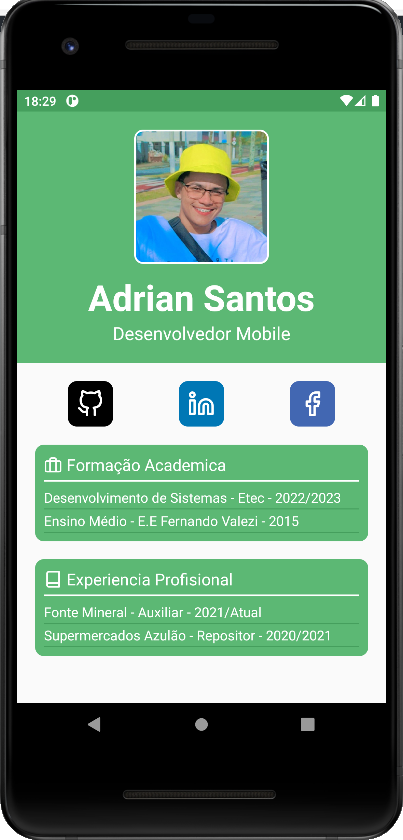 18:29
Adrian Santos
Desenvolvedor Mobile
in
Formação Academica
Desenvolvimento de Sistemas - Etec - 2022/2023
Ensino Médio - E.E Fernando Valezi - 2015
Experiencia Profisional
Fonte Mineral - Auxiliar - 2021/Atual
Supermercados Azulão - Repositor - 2020/2021